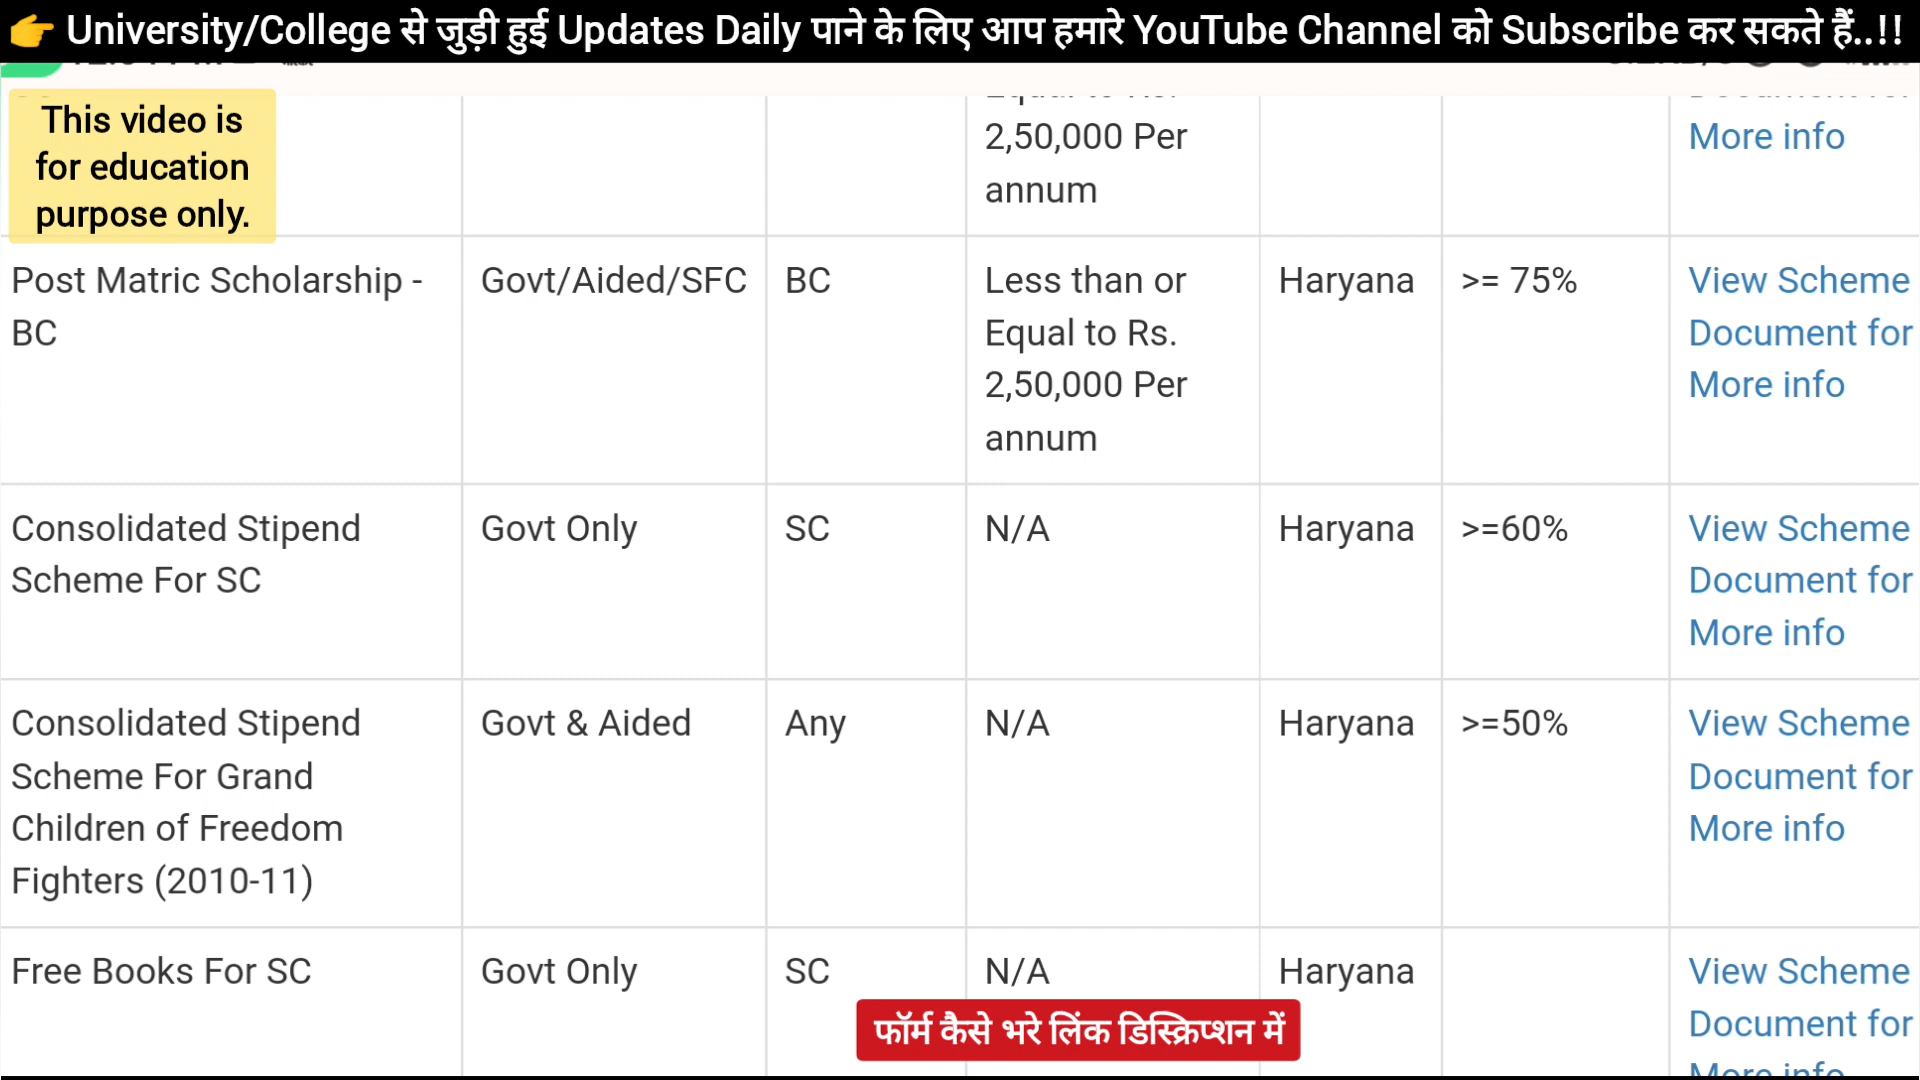 👉 University/College से जुड़ी हुई Updates Daily पाने के लिए आप हमारे YouTube Channel को Subscribe कर सकते हैं..!!
This video is
for education
purpose only.
2,50,000 Per
annum
More info
Post Matric Scholarship -
BC
Govt/Aided/SFC
BC
Less than or
Equal to Rs.
2,50,000 Per
annum
Haryana
>= 75%
View Scheme
Document for
More info
Consolidated Stipend
Scheme For SC
Govt Only
SC
N/A
Haryana
>=60%
View Scheme
Document for
More info
Consolidated Stipend
Scheme For Grand
Children of Freedom
Fighters (2010-11)
Govt & Aided
Any
N/A
Haryana
>=50%
View Scheme
Document for
More info
Free Books For SC
Govt Only
SC
N/A
Haryana
View Scheme
Document for
More info
फॉर्म कैसे भरे लिंक डिस्क्रिप्शन में